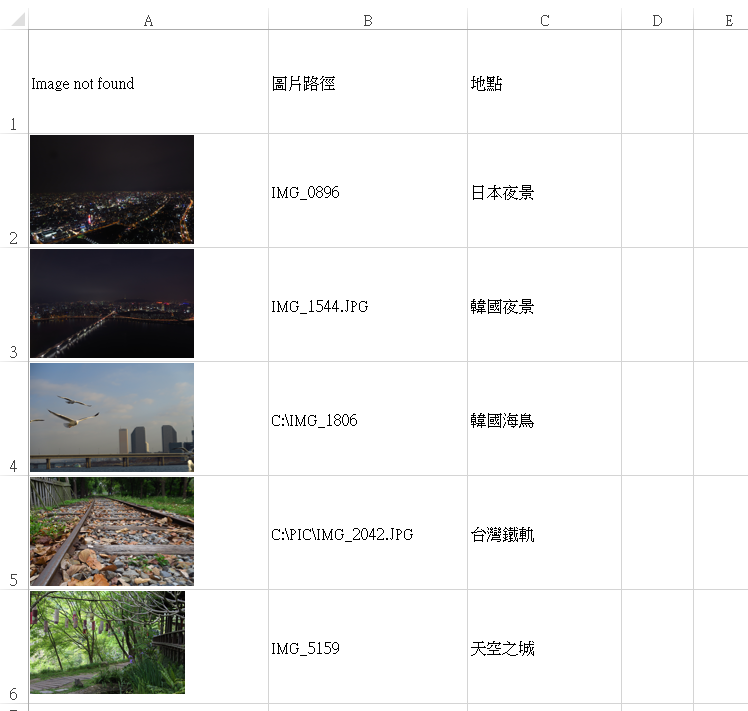 A B C D E
1 Image not found 圖片路徑 地點
2 IMG_0896 日本夜景
3 IMG_1544.JPG 韓國夜景
4 C:\IMG_1806 韓國海鳥
5 C:\PIC\IMG_2042.JPG 台灣鐵軌
6 IMG_5159 天空之城